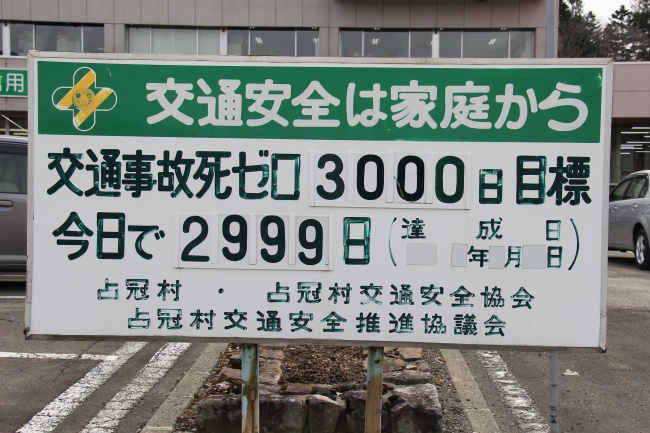 信用
交通安全は家庭から
交通事故死ゼロ3000日目標
今日で2999日(達成日 年 月 日)
占冠村・占冠村交通安全協会
占冠村交通安全推進協議会